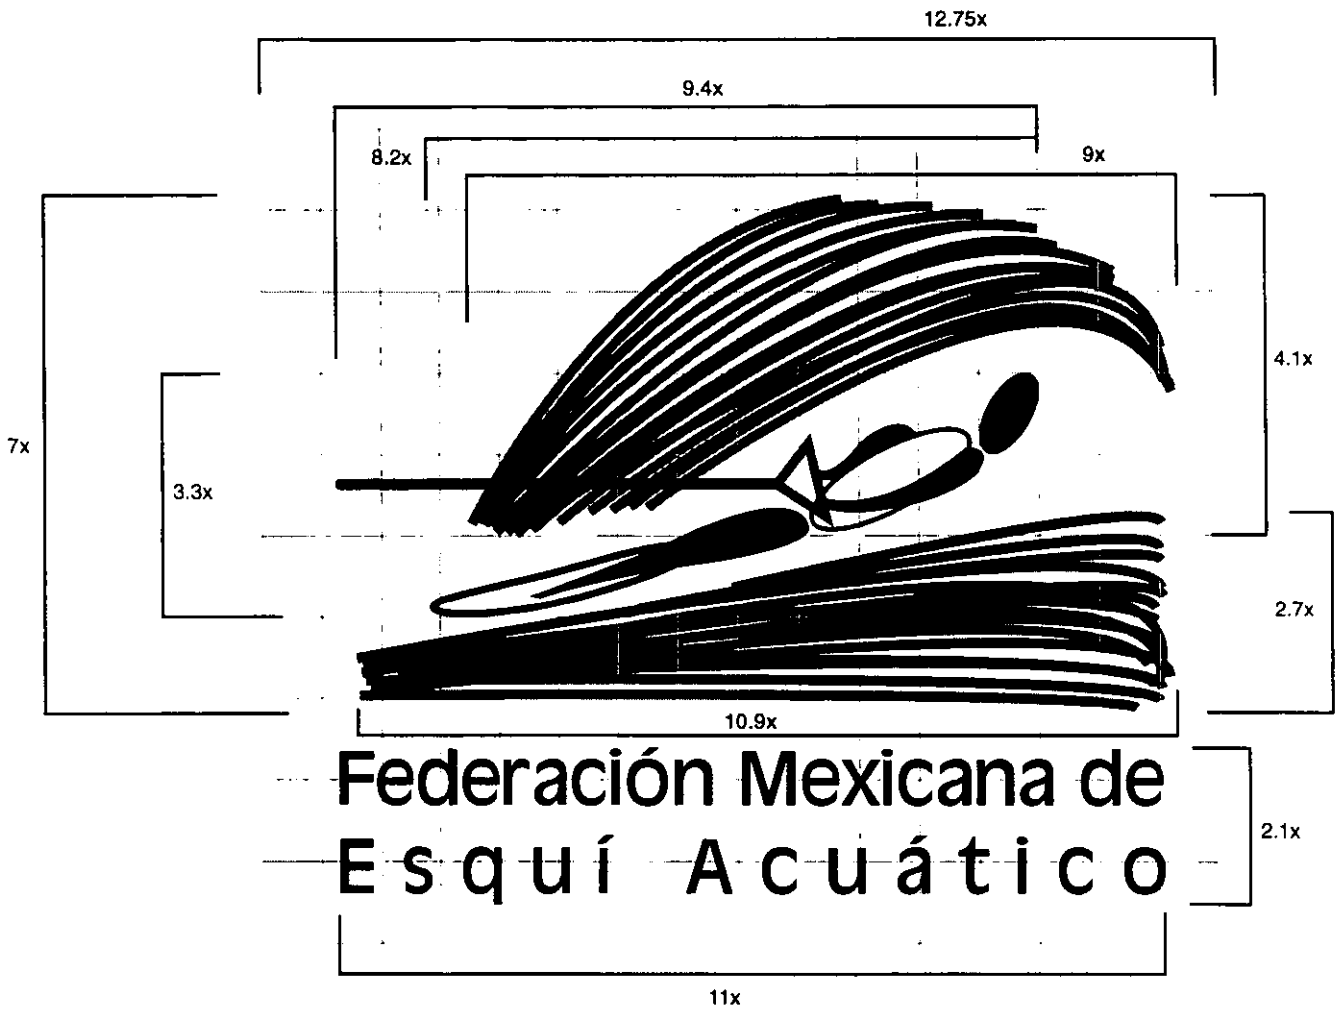 12.75x
9.4x
8.2x
9x
4.1x
7x
3.3x
2.7x
10.9x
Federación Mexicana de
Esquí Acuático
2.1x
11x